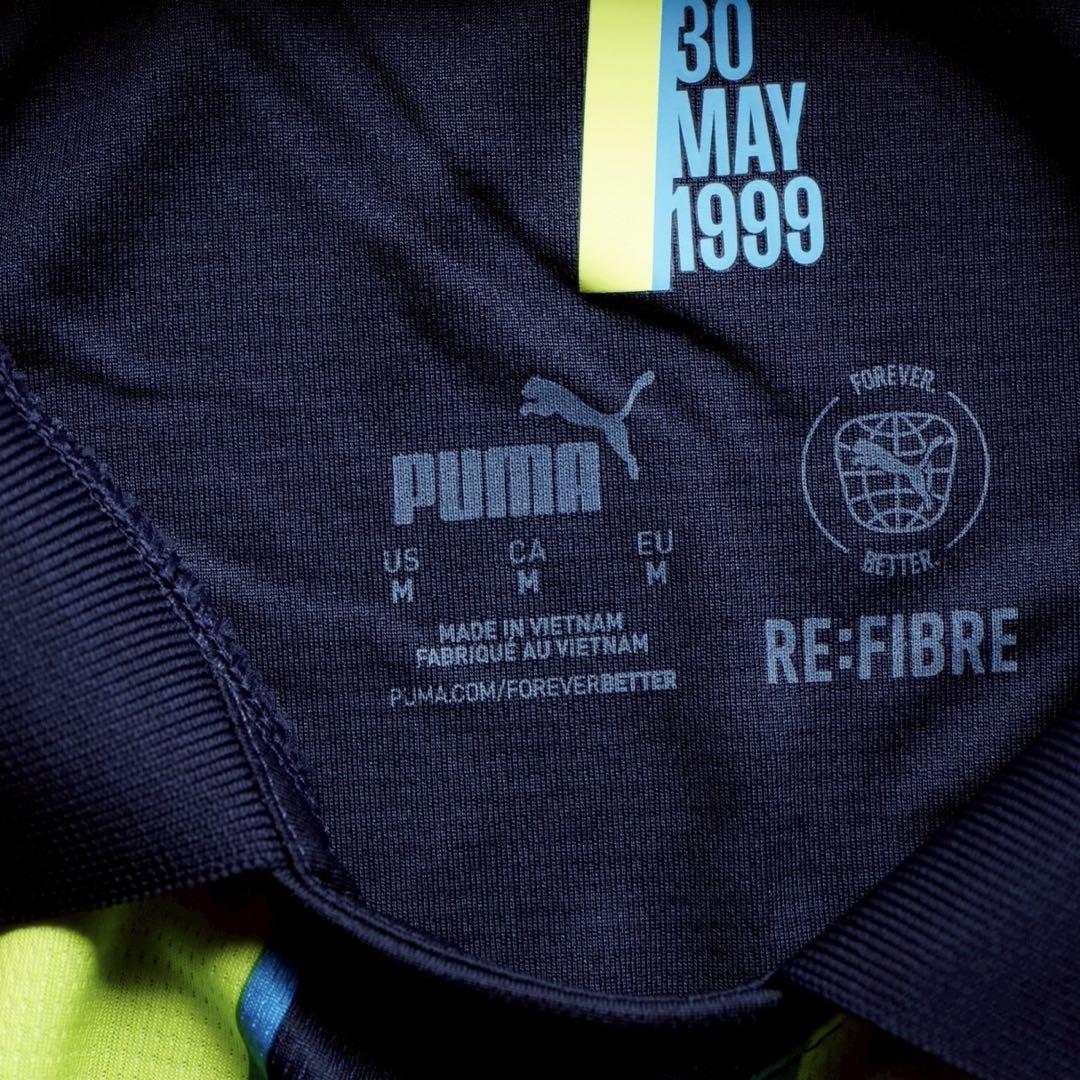 30
MAY
1999
PUMA
US CA EU
M M M
MADE IN VIETNAM
FABRIQUÉ AU VIETNAM
PUMA.COM/FOREVERBETTER
FOREVER.
BETTER.
RE:FIBRE